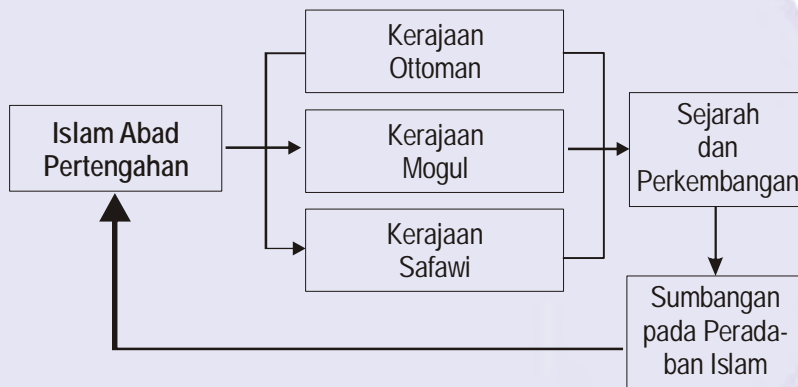 Islam Abad
Pertengahan
Kerajaan
Ottoman
Kerajaan
Mogul
Kerajaan
Safawi
Sejarah
dan
Perkembangan
Sumbangan
pada Perada-
ban Islam